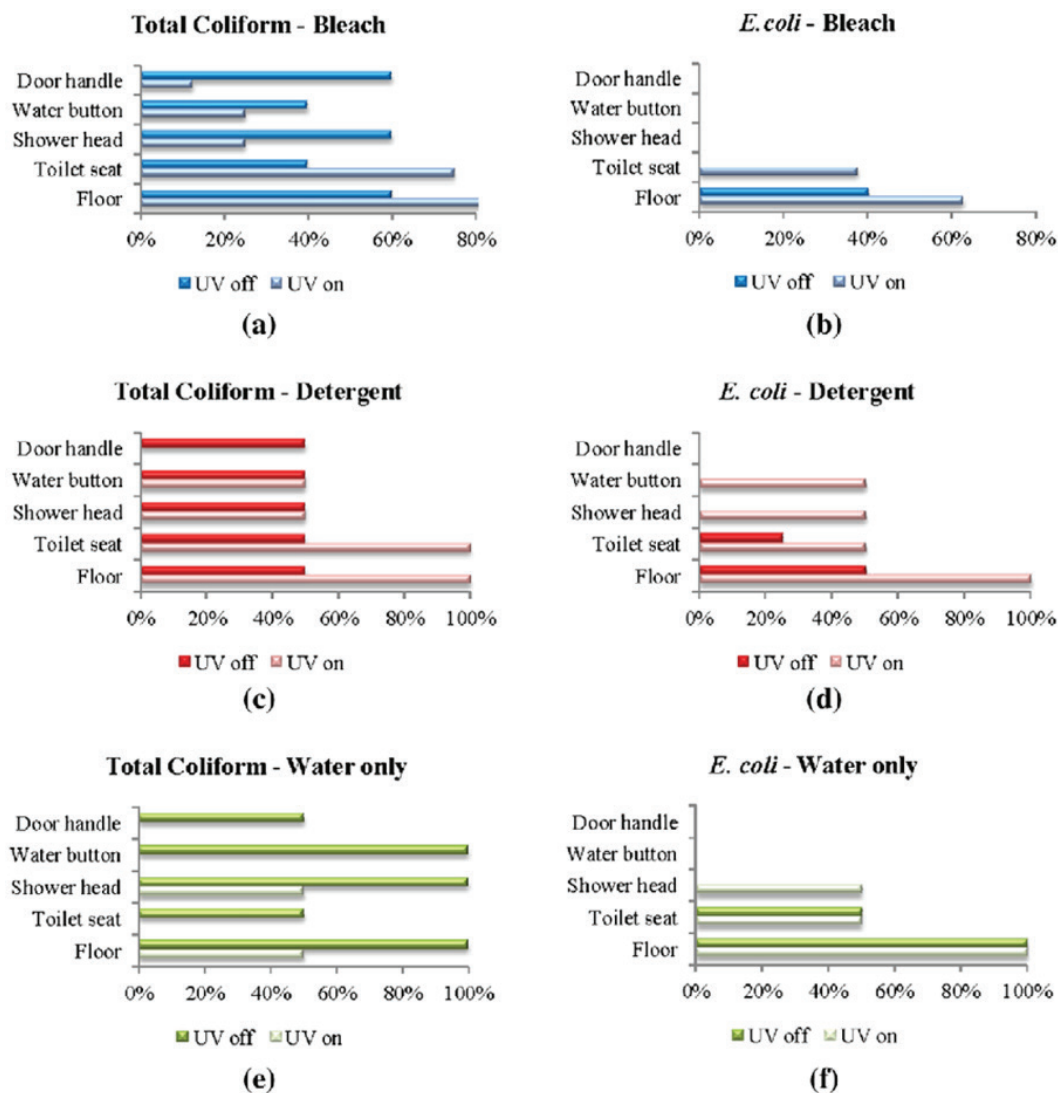 Total Coliform - Bleach
Door handle
Water button
Shower head
Toilet seat
Floor
0% 20% 40% 60% 80%
UV off UV on
(a)
E.coli - Bleach
Door handle
Water button
Shower head
Toilet seat
Floor
0% 20% 40% 60% 80%
UV off UV on
(b)
Total Coliform - Detergent
Door handle
Water button
Shower head
Toilet seat
Floor
0% 20% 40% 60% 80% 100%
UV off UV on
(c)
E. coli - Detergent
Door handle
Water button
Shower head
Toilet seat
Floor
0% 20% 40% 60% 80% 100%
UV off UV on
(d)
Total Coliform - Water only
Door handle
Water button
Shower head
Toilet seat
Floor
0% 20% 40% 60% 80% 100%
UV off UV on
(e)
E. coli - Water only
Door handle
Water button
Shower head
Toilet seat
Floor
0% 20% 40% 60% 80% 100%
UV off UV on
(f)